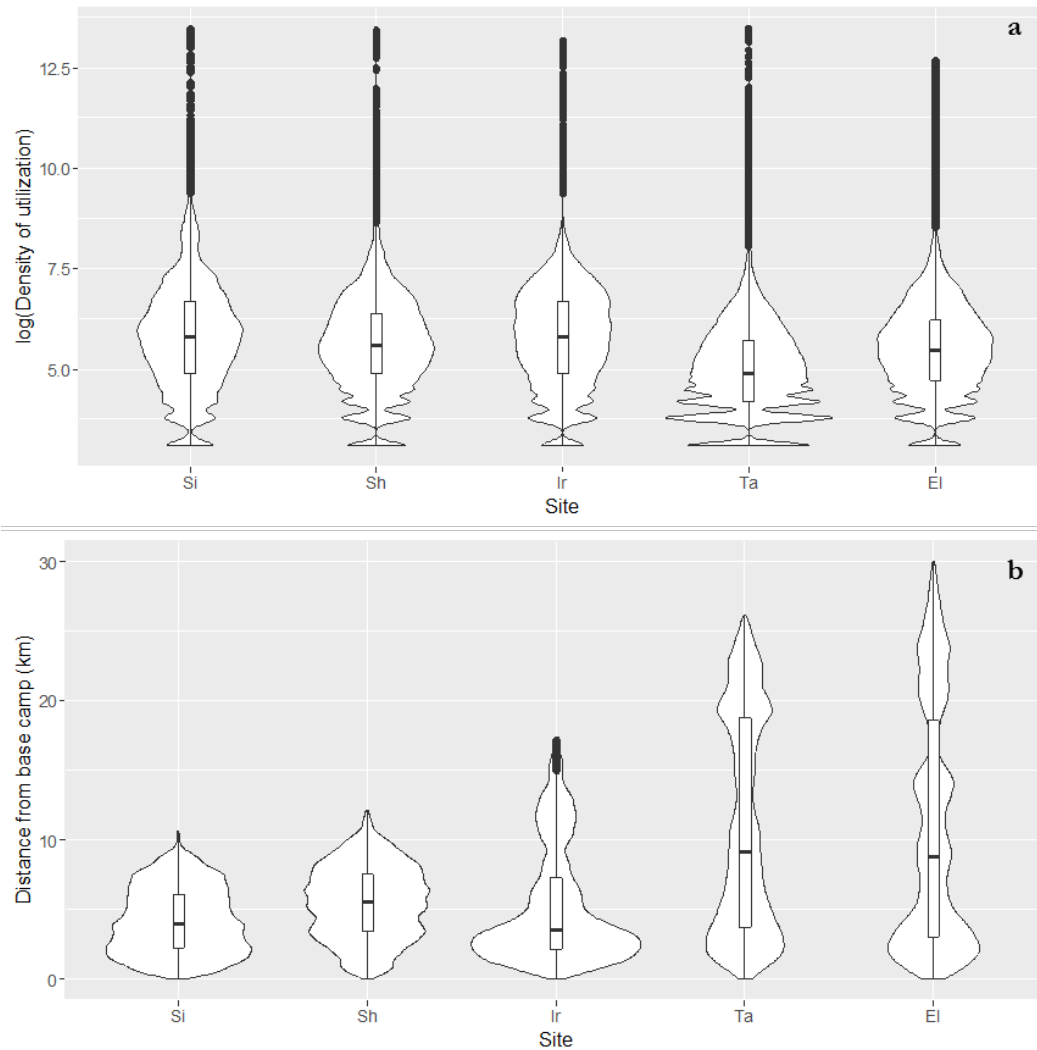 a
log(Density of utilization)
12.5
10.0
7.5
5.0
Si Sh Ir Ta El
Site
b
Distance from base camp (km)
30
20
10
0
Si Sh Ir Ta El
Site